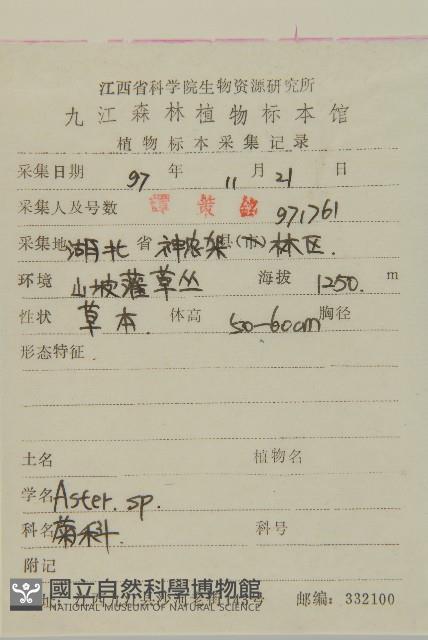 江西省科学院生物资源研究所
九江森林植物标本馆
植物标本采集记录
采集日期 97 年 11 月 21 日
采集人及号数 譚黄銘 971761
采集地 湖北 省 神农架 县(市) 林区.
环境 山坡灌草丛 海拔 1250. m
性状 草本. 体高 50-60cm 胸径
形态特征
土名 植物名
学名 Aster. sp.
科名 菊科. 科号
附记
國立自然科學博物館
NATIONAL MUSEUM OF NATURAL SCIENCE
邮编: 332100